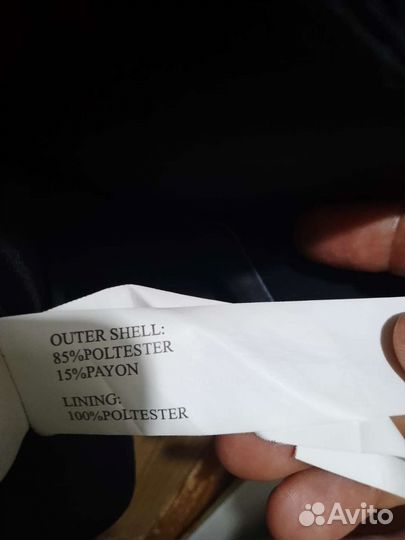 OUTER SHELL:
85%POLTESTER
15%PAYON
LINING:
100%POLTESTER
Avito